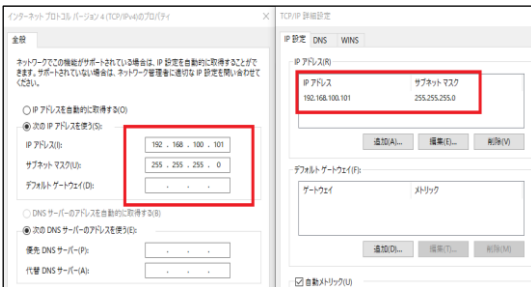 インターネット プロトコル バージョン 4 (TCP/IPv4)のプロパティ
×
全般
ネットワークでこの機能がサポートされている場合は、IP 設定を自動的に取得することがで
きます。サポートされていない場合は、ネットワーク管理者に適切な IP 設定を問い合わせて
ください。
IP アドレスを自動的に取得する(O)
次の IP アドレスを使う(S):
IP アドレス(I): 192 . 168 . 100 . 101
サブネット マスク(U): 255 . 255 . 255 . 0
デフォルト ゲートウェイ(D): . . .
DNS サーバーのアドレスを自動的に取得する(B)
次の DNS サーバーのアドレスを使う(E):
優先 DNS サーバー(P): . . .
代替 DNS サーバー(A): . . .
TCP/IP 詳細設定
IP 設定 DNS WINS
IP アドレス(R)
IP アドレス サブネット マスク
192.168.100.101 255.255.255.0
追加(A)... 編集(E)... 削除(V)
デフォルト ゲートウェイ(F):
ゲートウェイ メトリック
追加(D)... 編集(T)... 削除(M)
自動メトリック(U)